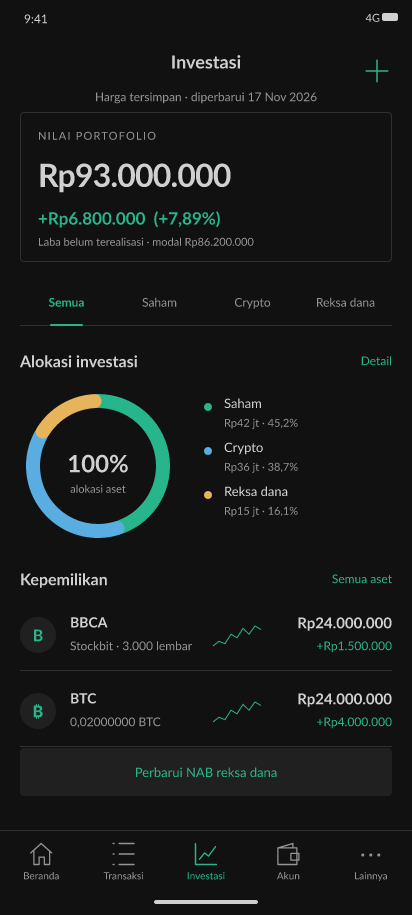 9:41
4G
Investasi
Harga tersimpan · diperbarui 17 Nov 2026
NILAI PORTOFOLIO
Rp93.000.000
+Rp6.800.000 (+7,89%)
Laba belum terealisasi · modal Rp86.200.000
Semua
Saham
Crypto
Reksa dana
Alokasi investasi
Detail
100%
alokasi aset
Saham
Rp42 jt · 45,2%
Crypto
Rp36 jt · 38,7%
Reksa dana
Rp15 jt · 16,1%
Kepemilikan
Semua aset
B
BBCA
Stockbit · 3.000 lembar
Rp24.000.000
+Rp1.500.000
₿
BTC
0,02000000 BTC
Rp24.000.000
+Rp4.000.000
Perbarui NAB reksa dana
Beranda
Transaksi
Investasi
Akun
Lainnya